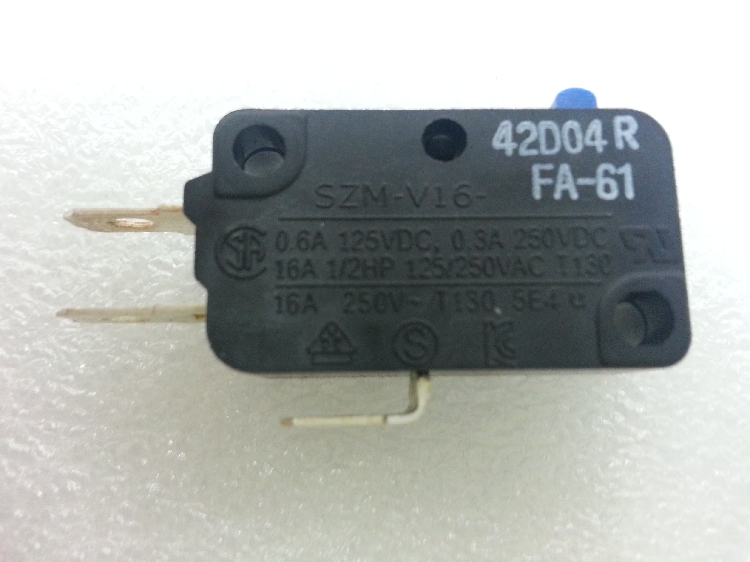 42D04 R
FA-61
SZM-V16-
0.6A 125VDC, 0.3A 250VDC
16A 1/2HP 125/250VAC T130
16A 250V~ T130 5E4 µ